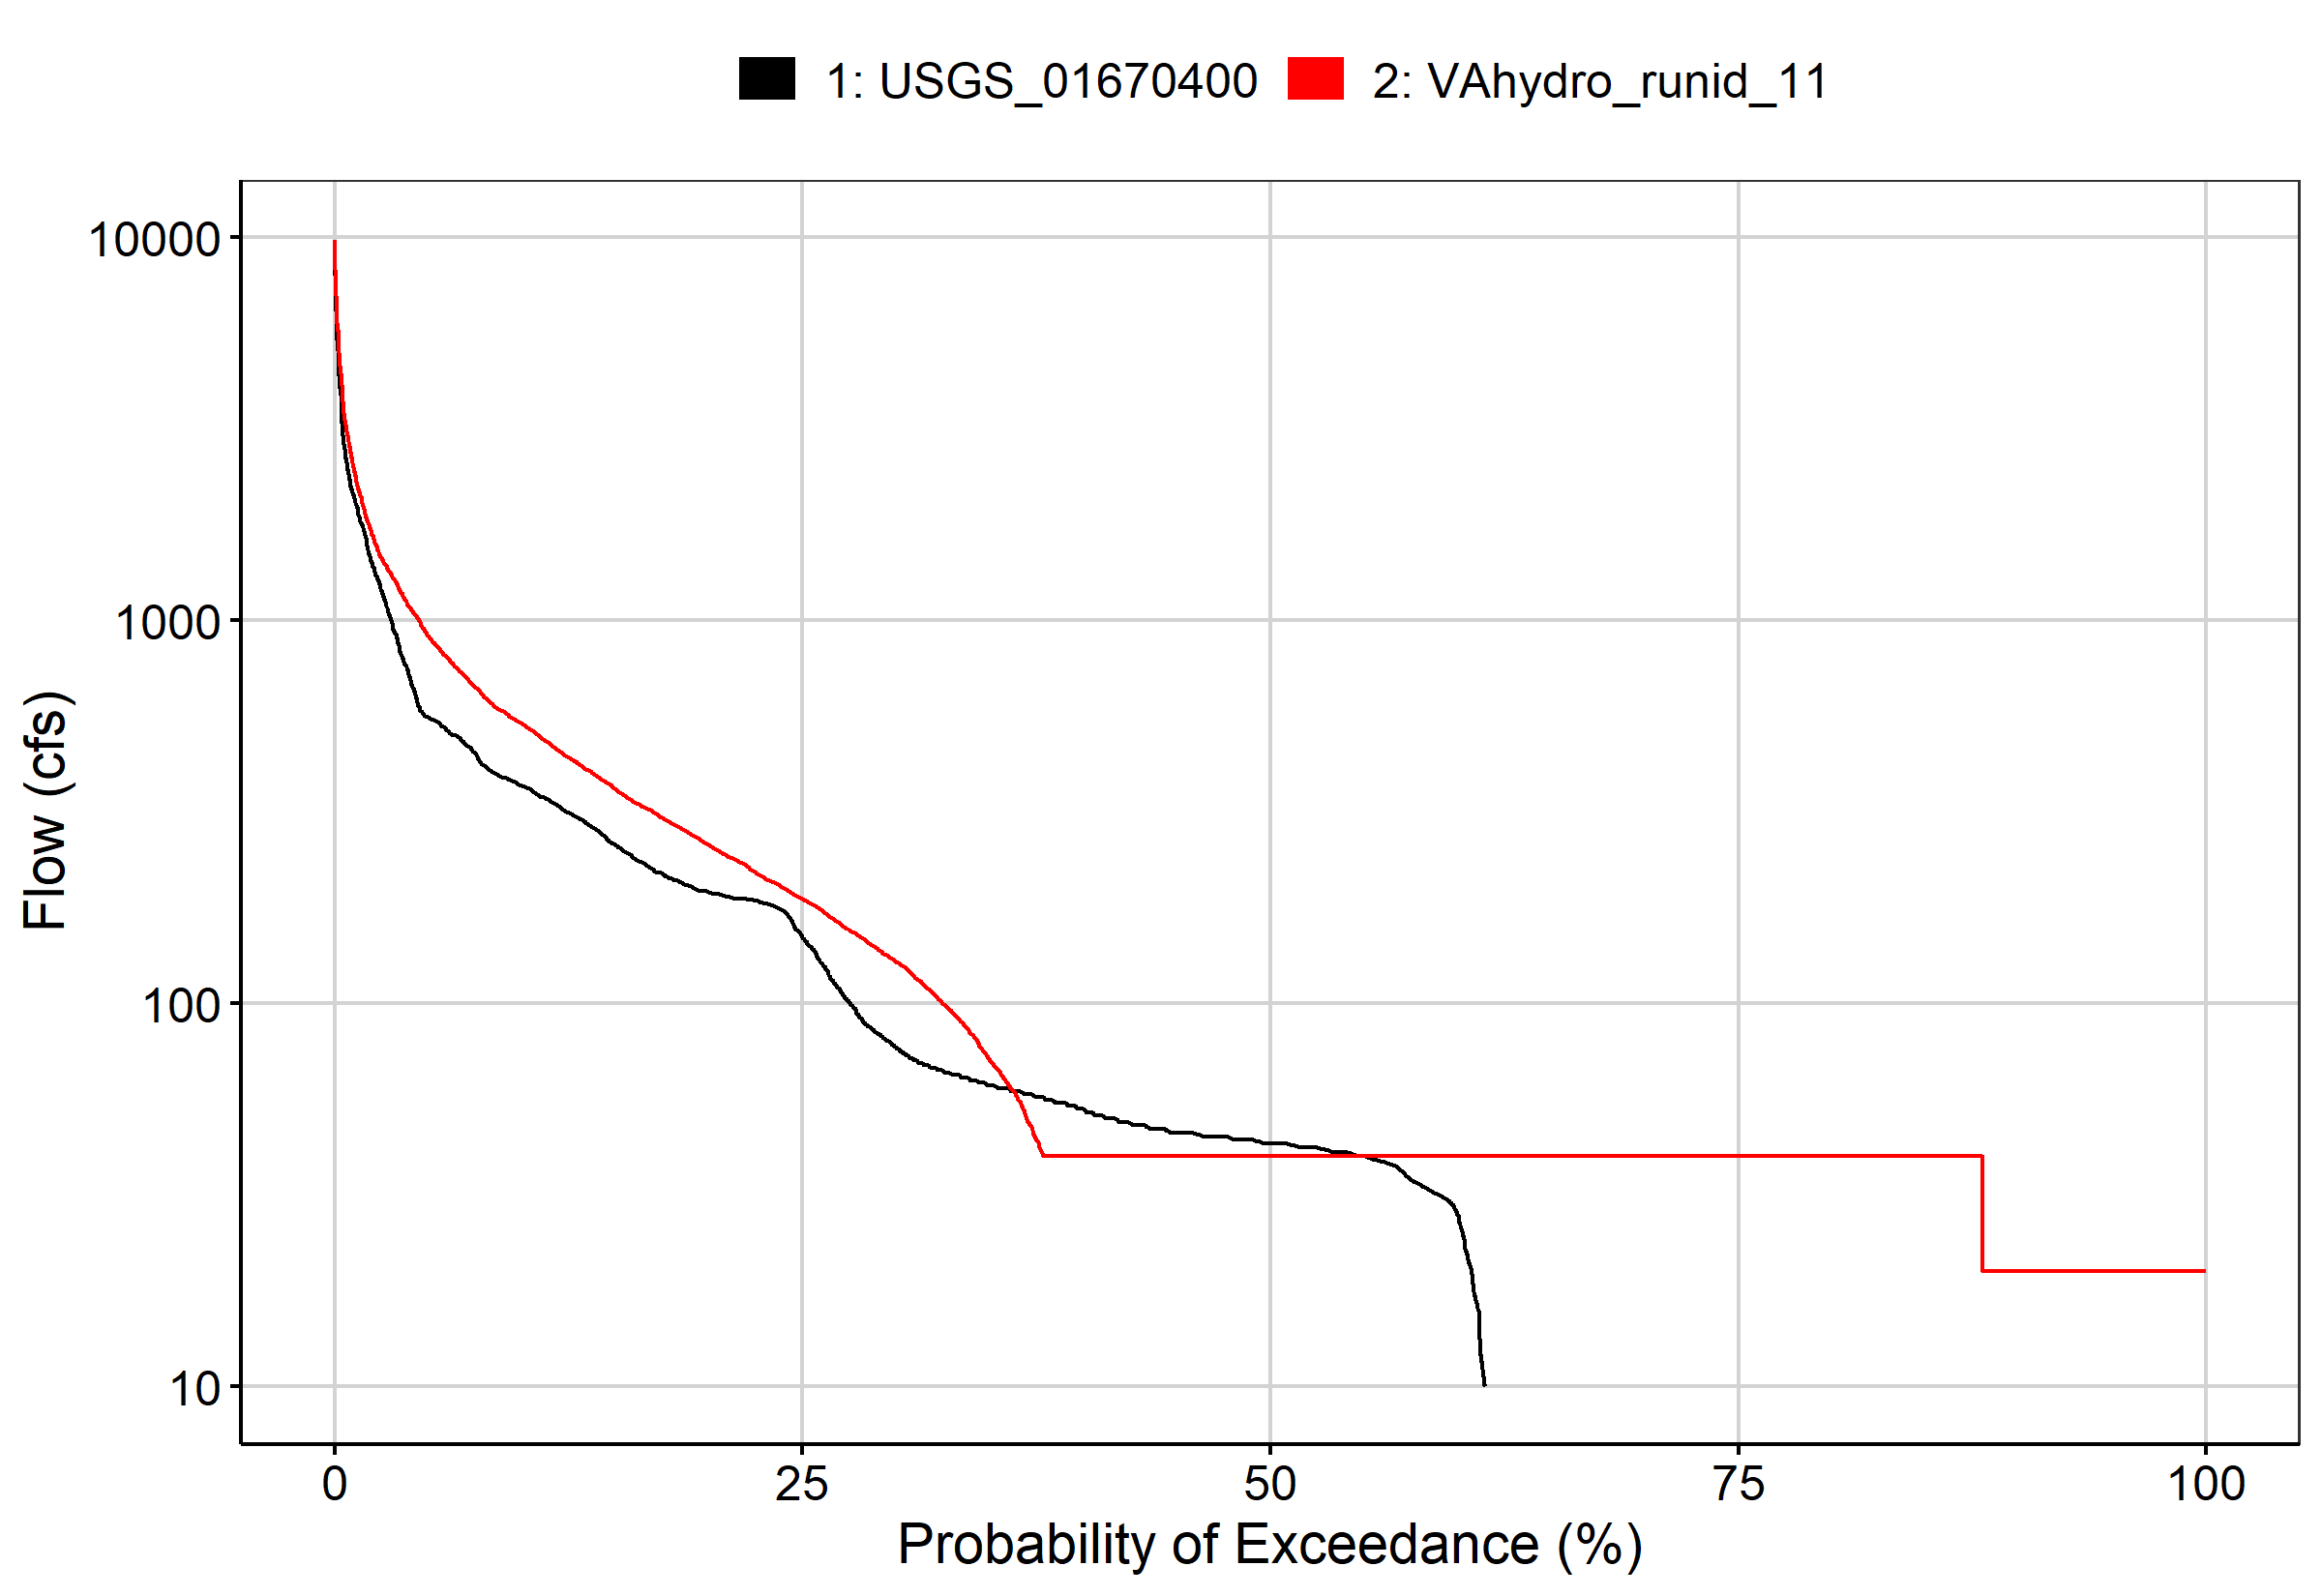 1: USGS_01670400 2: VAhydro_runid_11
10000
1000
100
10
Flow (cfs)
0 25 50 75 100
Probability of Exceedance (%)